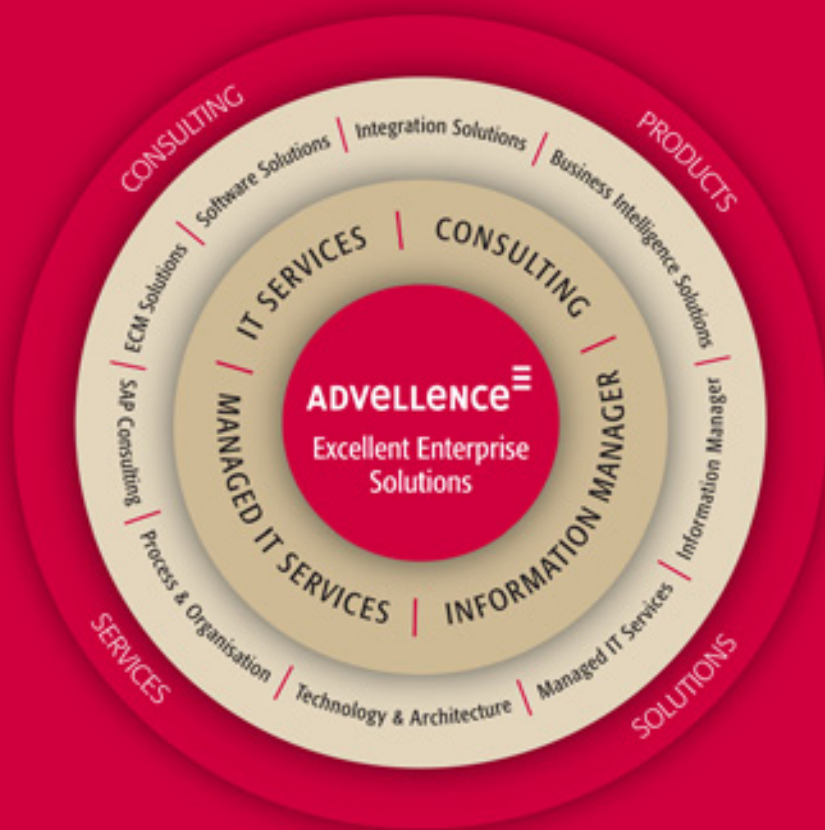 CONSULTING
PRODUCTS
SERVICES
SOLUTIONS
Software Solutions
Integration Solutions
Business Intelligence Solutions
Information Manager
Managed IT Services
Technology & Architecture
Process & Organisation
SAP Consulting
ECM Solutions
IT SERVICES
CONSULTING
INFORMATION MANAGER
MANAGED IT SERVICES
ADVELLENCE
Excellent Enterprise
Solutions